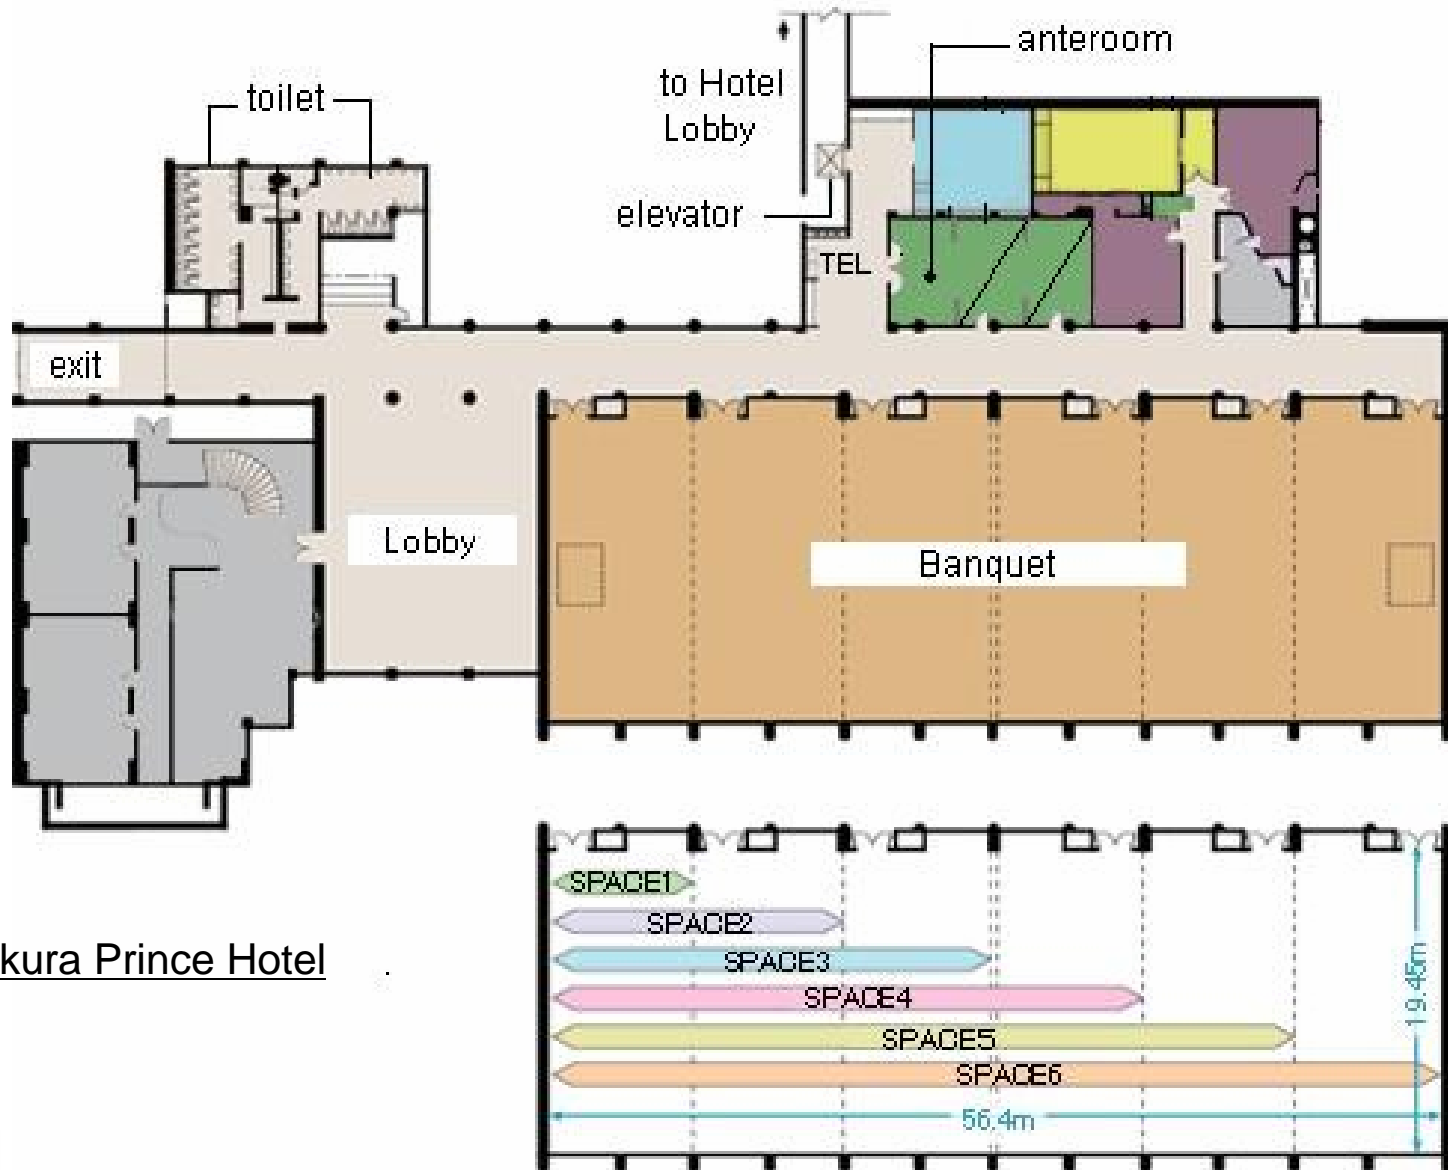 anteroom
to Hotel
Lobby
toilet
elevator
TEL
exit
Lobby
Banquet
SPACE1
SPACE2
SPACE3
SPACE4
SPACE5
SPACE6
19.45m
56.4m
kura Prince Hotel